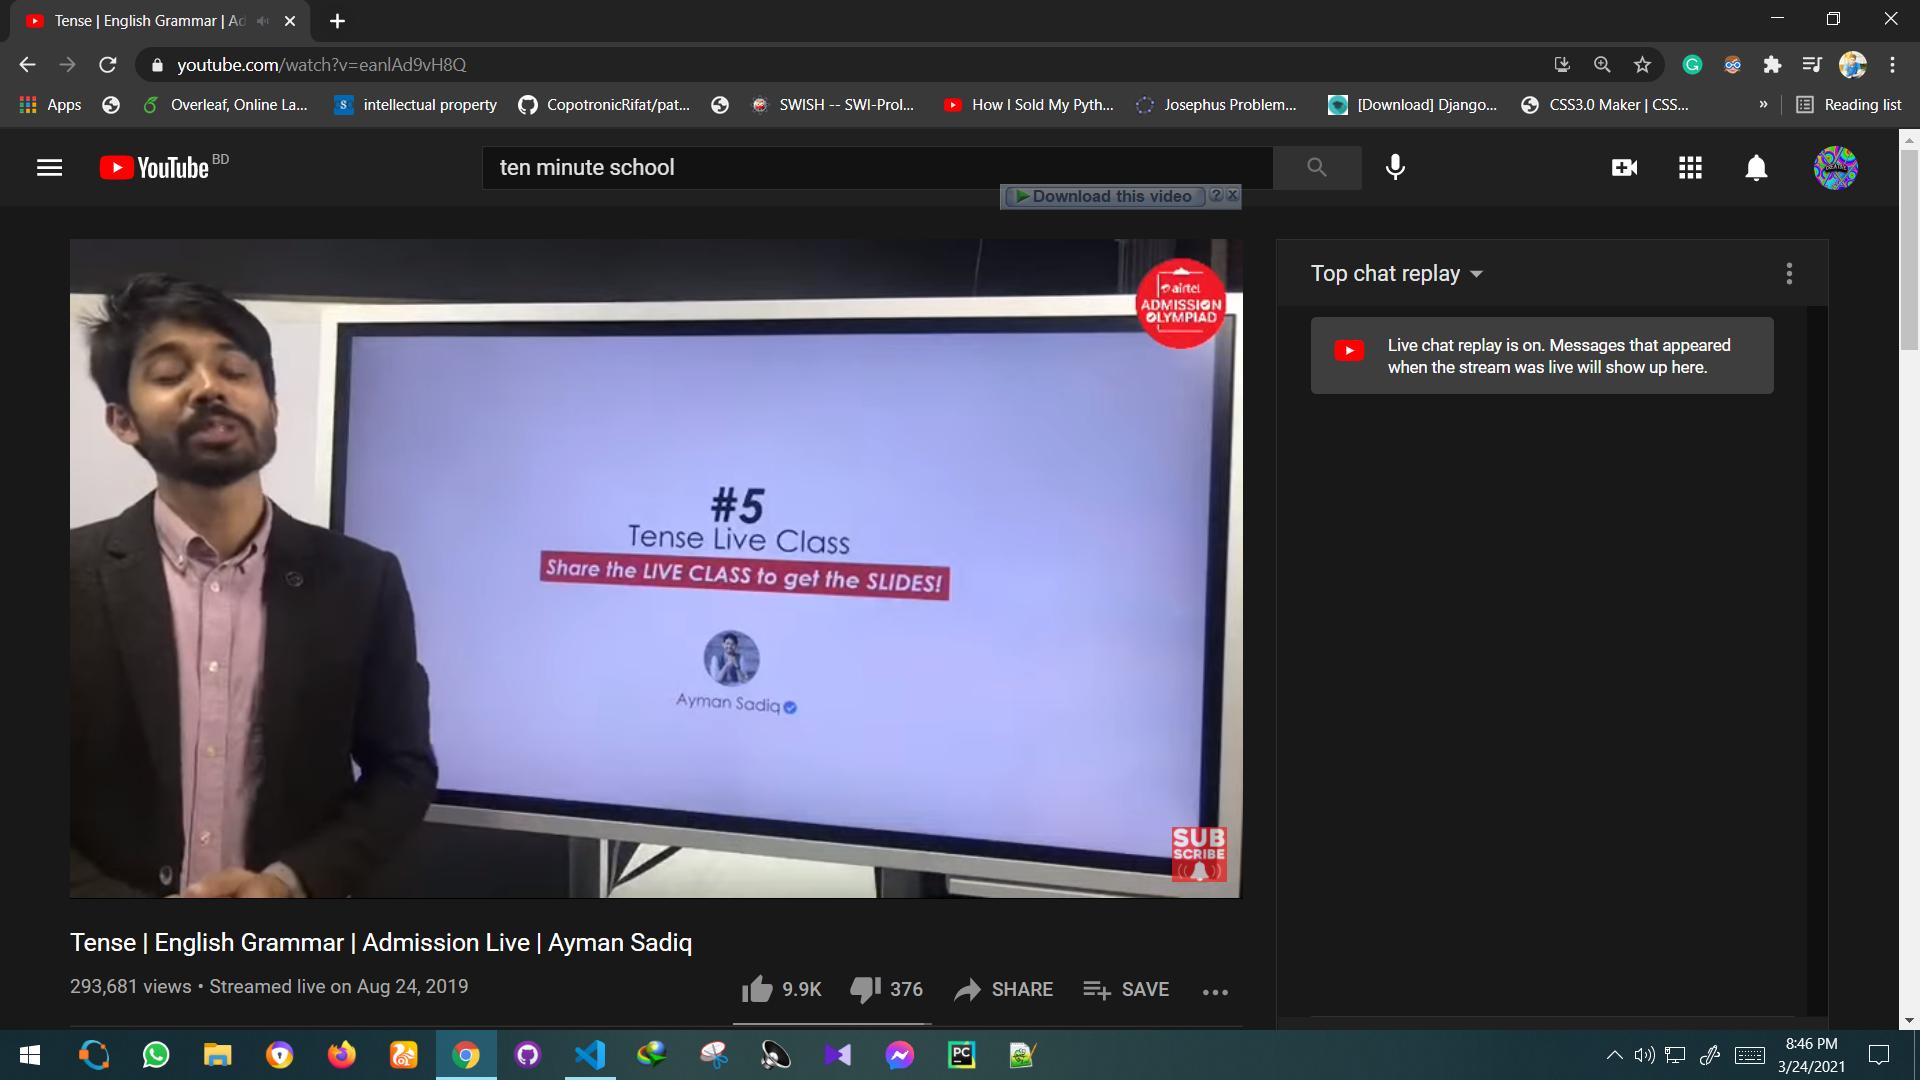 Tense | English Grammar | Ad
youtube.com/watch?v=eanlAd9vH8Q
Apps
Overleaf, Online La...
intellectual property
CopotronicRifat/pat...
SWISH -- SWI-Prol...
How I Sold My Pyth...
Josephus Problem...
[Download] Django...
CSS3.0 Maker | CSS...
»
Reading list
YouTube BD
ten minute school
Download this video
Top chat replay
Live chat replay is on. Messages that appeared
when the stream was live will show up here.
airtel
ADMISSION
OLYMPIAD
#5
Tense Live Class
Share the LIVE CLASS to get the SLIDES!
Ayman Sadiq
SUB
SCRIBE
Tense | English Grammar | Admission Live | Ayman Sadiq
293,681 views • Streamed live on Aug 24, 2019
9.9K
376
SHARE
SAVE
PC
8:46 PM
3/24/2021